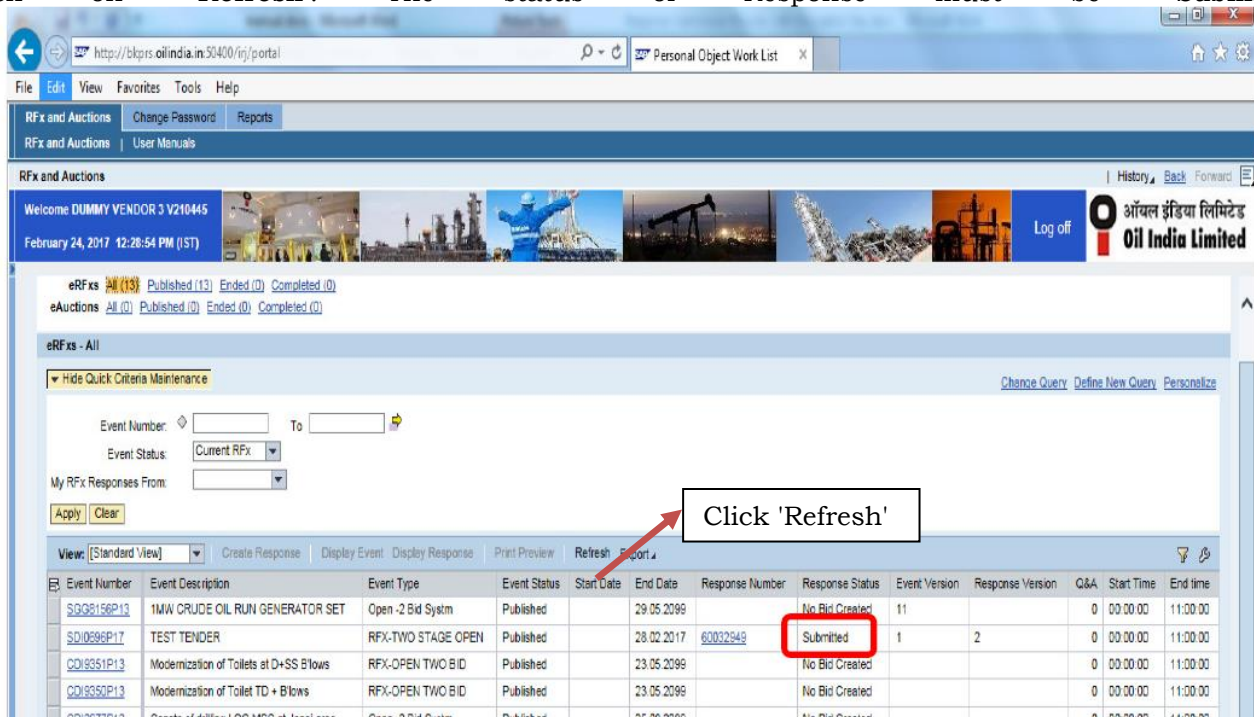 on Refresh . The status of Response must be Submi
http://bkprs.oilindia.in:50400/irj/portal
Personal Object Work List
File Edit View Favorites Tools Help
RFx and Auctions Change Password Reports
RFx and Auctions | User Manuals
RFx and Auctions
| History Back Forward
Welcome DUMMY VENDOR 3 V210445
February 24, 2017 12:28:54 PM (IST)
Log off
ऑयल इंडिया लिमिटेड
Oil India Limited
eRFxs All (13) Published (13) Ended (0) Completed (0)
eAuctions All (0) Published (0) Ended (0) Completed (0)
eRFxs - All
Hide Quick Criteria Maintenance
Change Query Define New Query Personalize
Event Number: To
Event Status: Current RFx
My RFx Responses From:
Apply Clear
Click 'Refresh'
View: [Standard View] Create Response Display Event Display Response Print Preview Refresh Export
Event Number Event Description Event Type Event Status Start Date End Date Response Number Response Status Event Version Response Version Q&A Start Time End time
SGG8156P13 1MW CRUDE OIL RUN GENERATOR SET Open -2 Bid Systm Published 29.05.2099 No Bid Created 11 0 00:00:00 11:00:00
SDI0696P17 TEST TENDER RFX-TWO STAGE OPEN Published 28.02.2017 60032949 Submitted 1 2 0 00:00:00 11:00:00
CDI9351P13 Modernization of Toilets at D+SS B'lows RFX-OPEN TWO BID Published 23.05.2099 No Bid Created 0 00:00:00 11:00:00
CDI9350P13 Modernization of Toilet TD + B'lows RFX-OPEN TWO BID Published 23.05.2099 No Bid Created 0 00:00:00 11:00:00